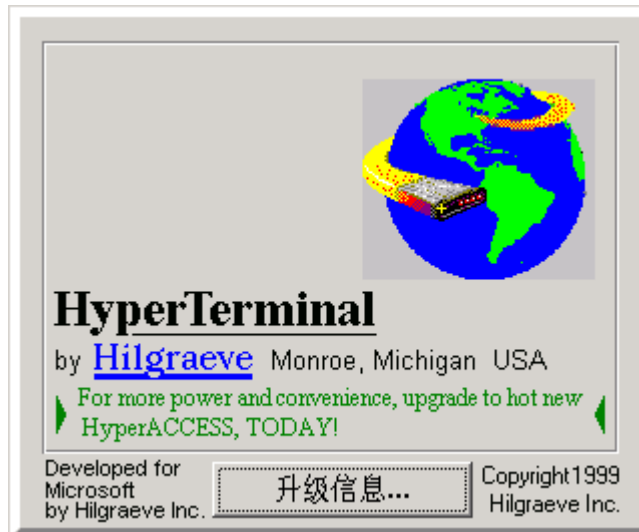 HyperTerminal
by Hilgraeve Monroe, Michigan USA
For more power and convenience, upgrade to hot new
HyperACCESS, TODAY!
Developed for
Microsoft
by Hilgraeve Inc.
升级信息...
Copyright1999
Hilgraeve Inc.